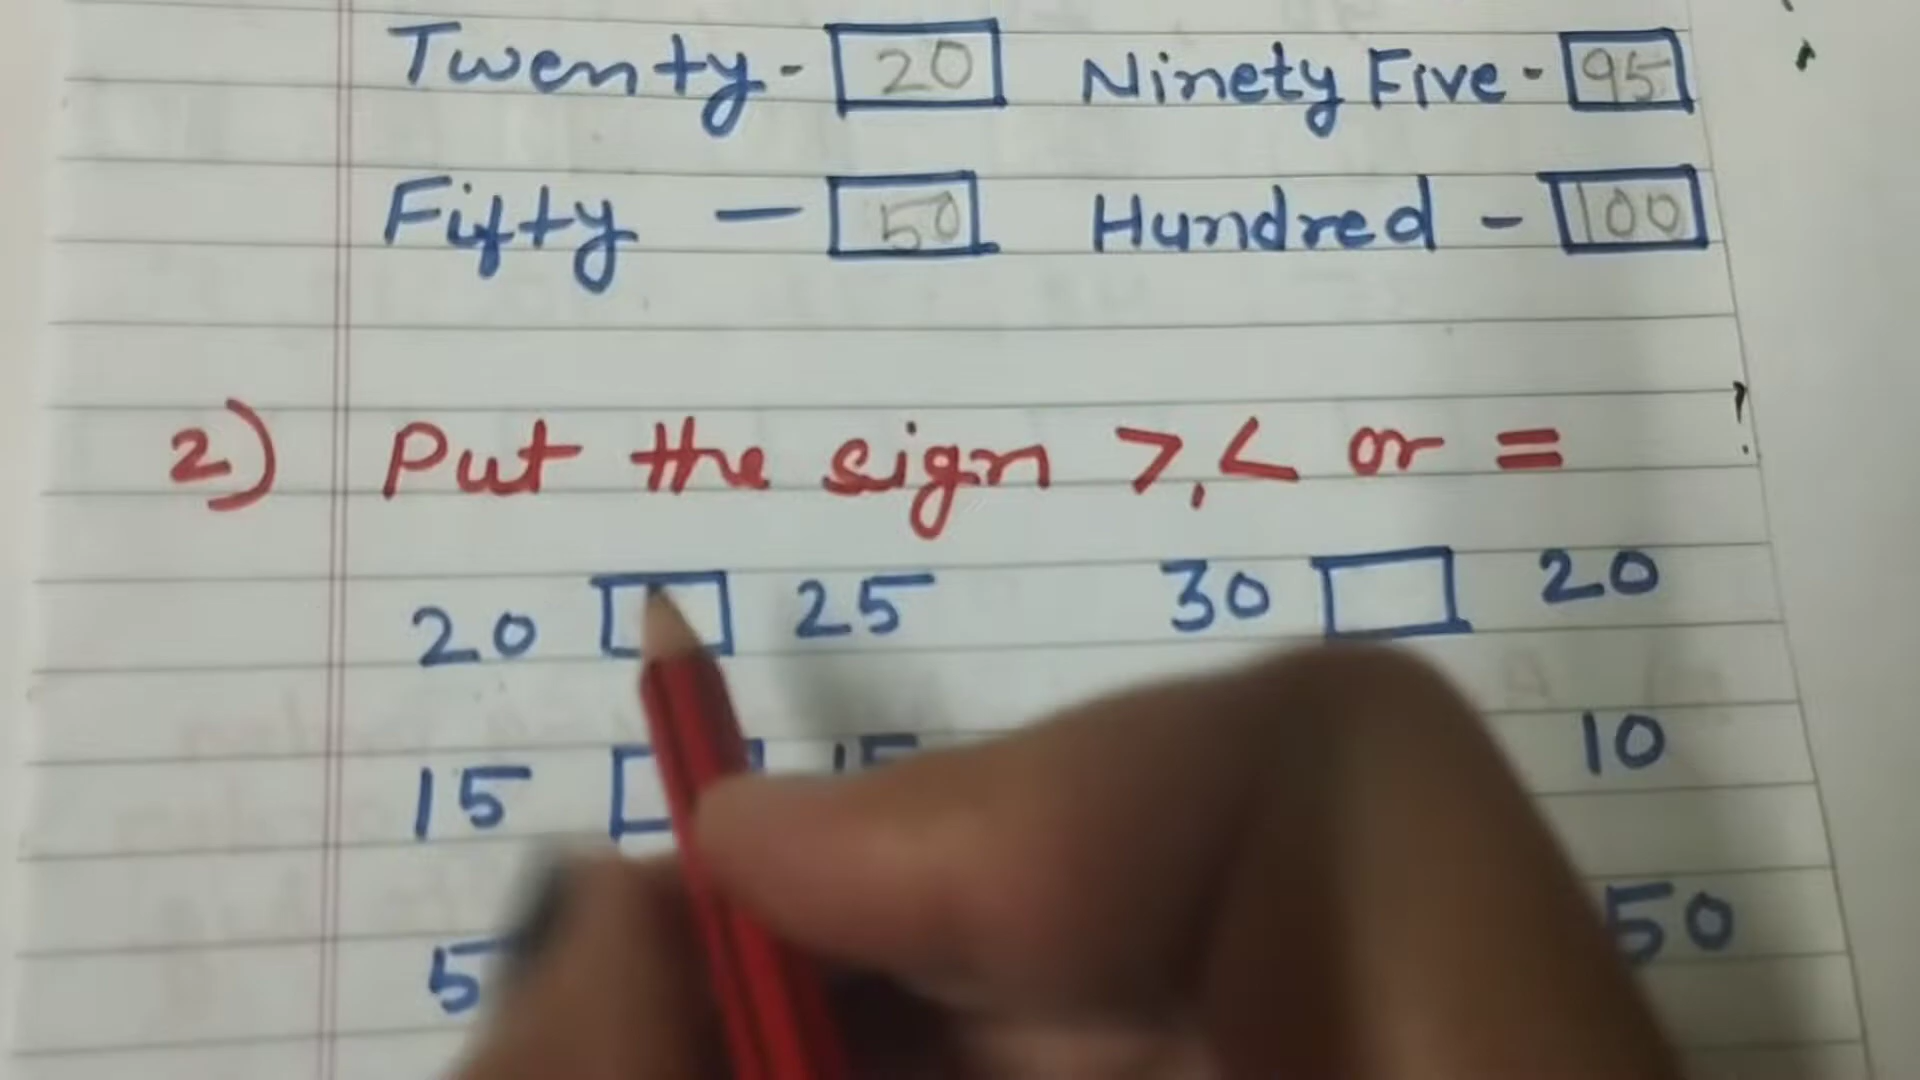 Twenty - 20 Ninety Five - 95
Fifty — 50 Hundred - 100
2) Put the sign >, < or =
20 25 30 20
15 15 10
5 50